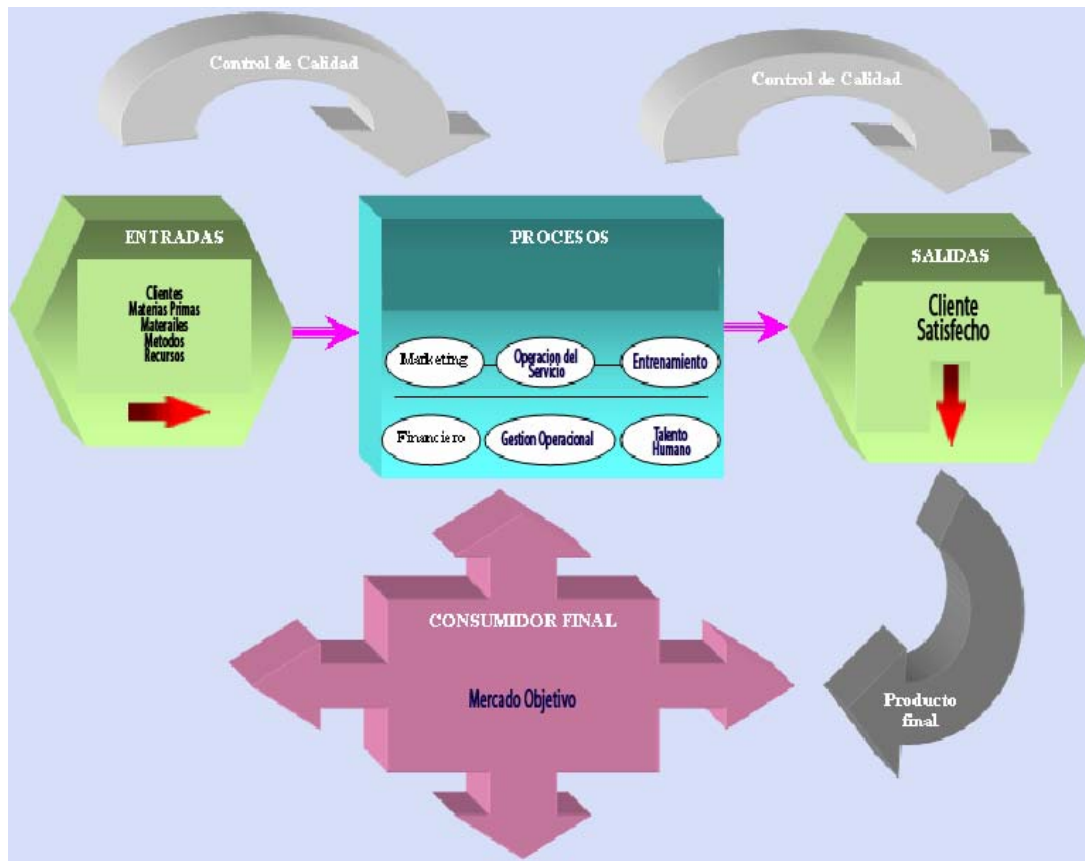 Control de Calidad
Control de Calidad
ENTRADAS
Clientes
Materias Primas
Materailes
Metodos
Recursos
PROCESOS
Marketing
Operacion del
Servicio
Entrenamiento
Financiero
Gestion Operacional
Talento
Humano
SALIDAS
Cliente
Satisfecho
CONSUMIDOR FINAL
Mercado Objetivo
Producto
final